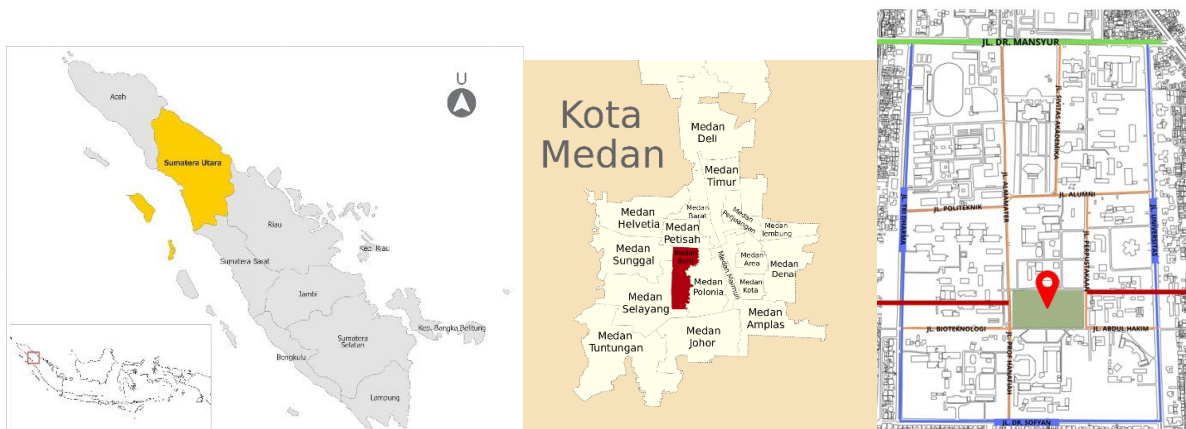 U
Aceh
Sumatera Utara
Riau
Kep. Riau
Sumatera Barat
Jambi
Kep. Bangka Belitung
Sumatera
Selatan
Bengkulu
Lampung
Kota
Medan
Medan
Deli
Medan
Timur
Medan
Barat
Medan
Perjuangan
Medan
Tembung
Medan
Helvetia
Medan
Petisah
Medan
Sunggal
Medan
Baru
Medan
Area
Medan
Denai
Medan Maimun
Medan
Polonia
Medan
Kota
Medan
Selayang
Medan
Amplas
Medan
Johor
Medan
Tuntungan
JL. DR. MANSYUR
JL. SIVITAS AKADEMIKA
JL. ALMAMATER
JL. ALUMNI
JL. POLITEKNIK
JL. TRI DHARMA
JL. UNIVERSITAS
JL. PERPUSTAKAAN
JL. BIOTEKNOLOGI
JL. ABDUL HAKIM
JL. PROF HANAFIAH
JL. DR. SOFYAN